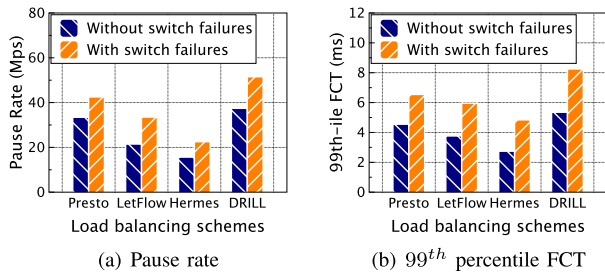 Without switch failures
With switch failures
Pause Rate (Mps)
80
60
40
20
0
Presto LetFlow Hermes DRILL
Load balancing schemes
(a) Pause rate
Without switch failures
With switch failures
99th-ile FCT (ms)
12
10
8
6
4
2
0
Presto LetFlow Hermes DRILL
Load balancing schemes
(b) 99th percentile FCT